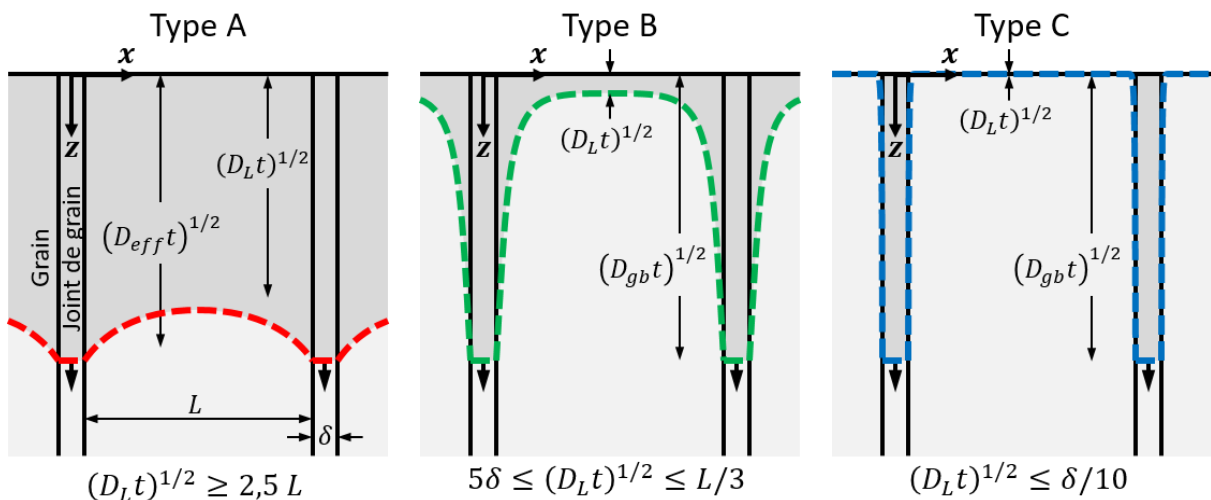 Type A
x
z
Grain
Joint de grain
(D_eff t)^{1/2}
(D_L t)^{1/2}
L
δ
(D_L t)^{1/2} ≥ 2,5 L
Type B
x
z
(D_L t)^{1/2}
(D_gb t)^{1/2}
5δ ≤ (D_L t)^{1/2} ≤ L/3
Type C
x
z
(D_L t)^{1/2}
(D_gb t)^{1/2}
(D_L t)^{1/2} ≤ δ/10